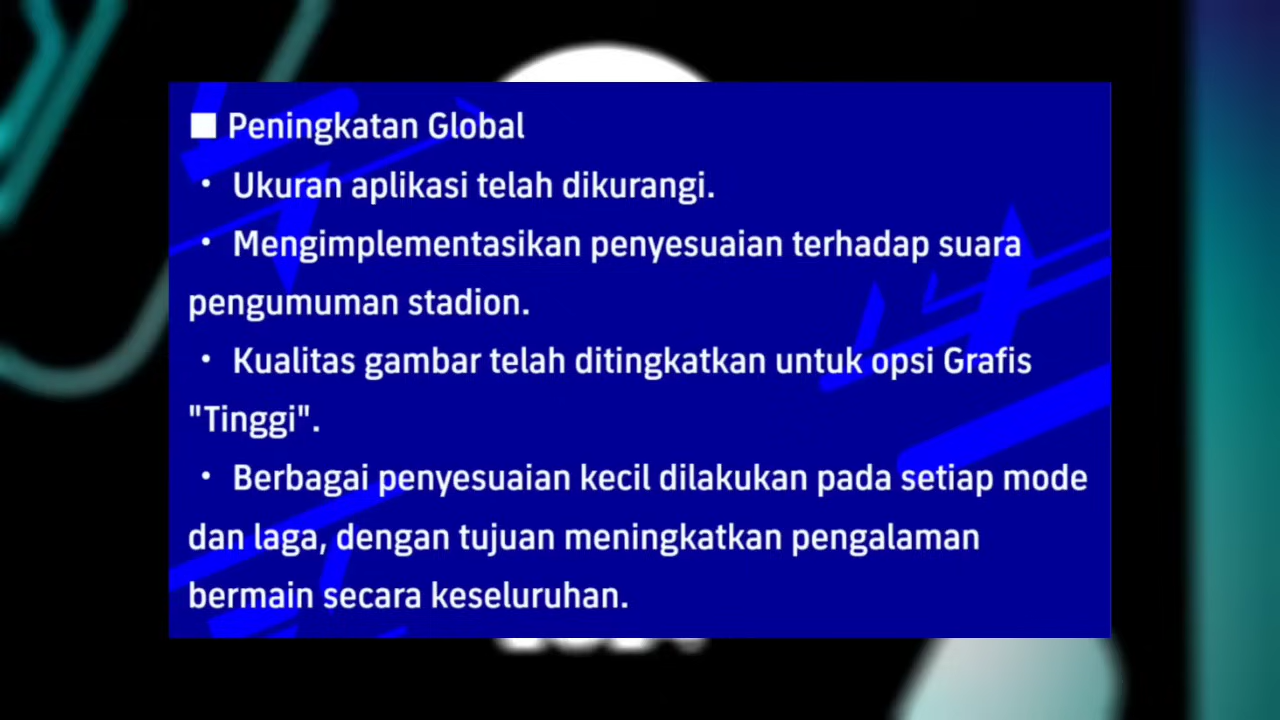 ■ Peningkatan Global
・ Ukuran aplikasi telah dikurangi.
・ Mengimplementasikan penyesuaian terhadap suara
pengumuman stadion.
・ Kualitas gambar telah ditingkatkan untuk opsi Grafis
"Tinggi".
・ Berbagai penyesuaian kecil dilakukan pada setiap mode
dan laga, dengan tujuan meningkatkan pengalaman
bermain secara keseluruhan.